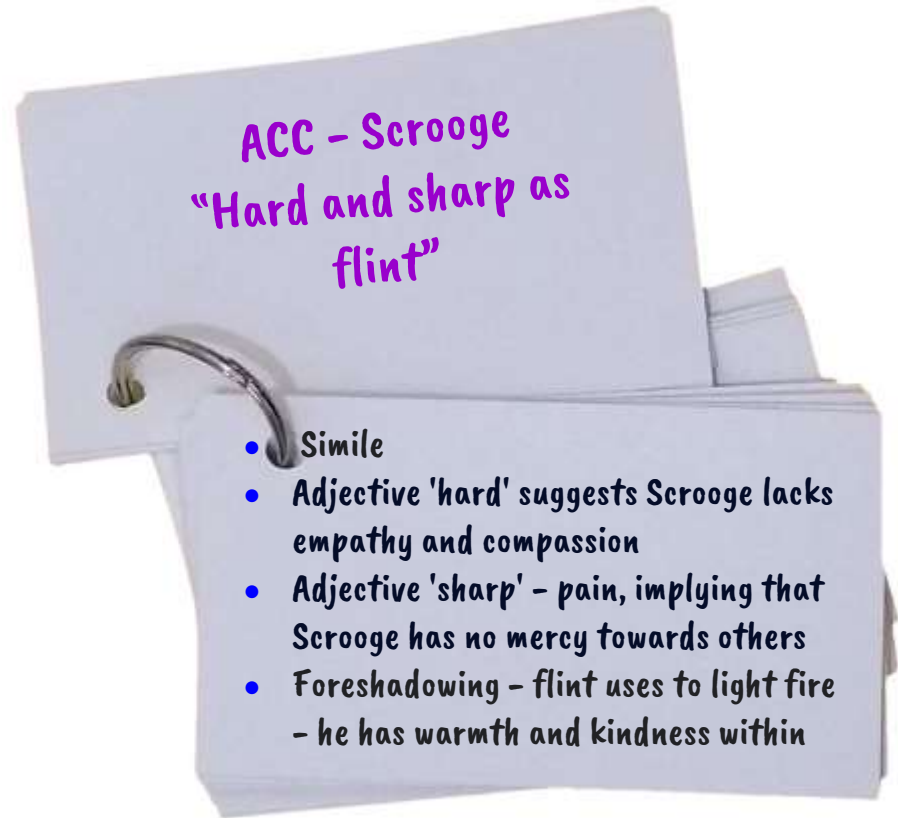 ACC - Scrooge
“Hard and sharp as
flint”
• Simile
• Adjective 'hard' suggests Scrooge lacks
empathy and compassion
• Adjective 'sharp' - pain, implying that
Scrooge has no mercy towards others
• Foreshadowing - flint uses to light fire
- he has warmth and kindness within